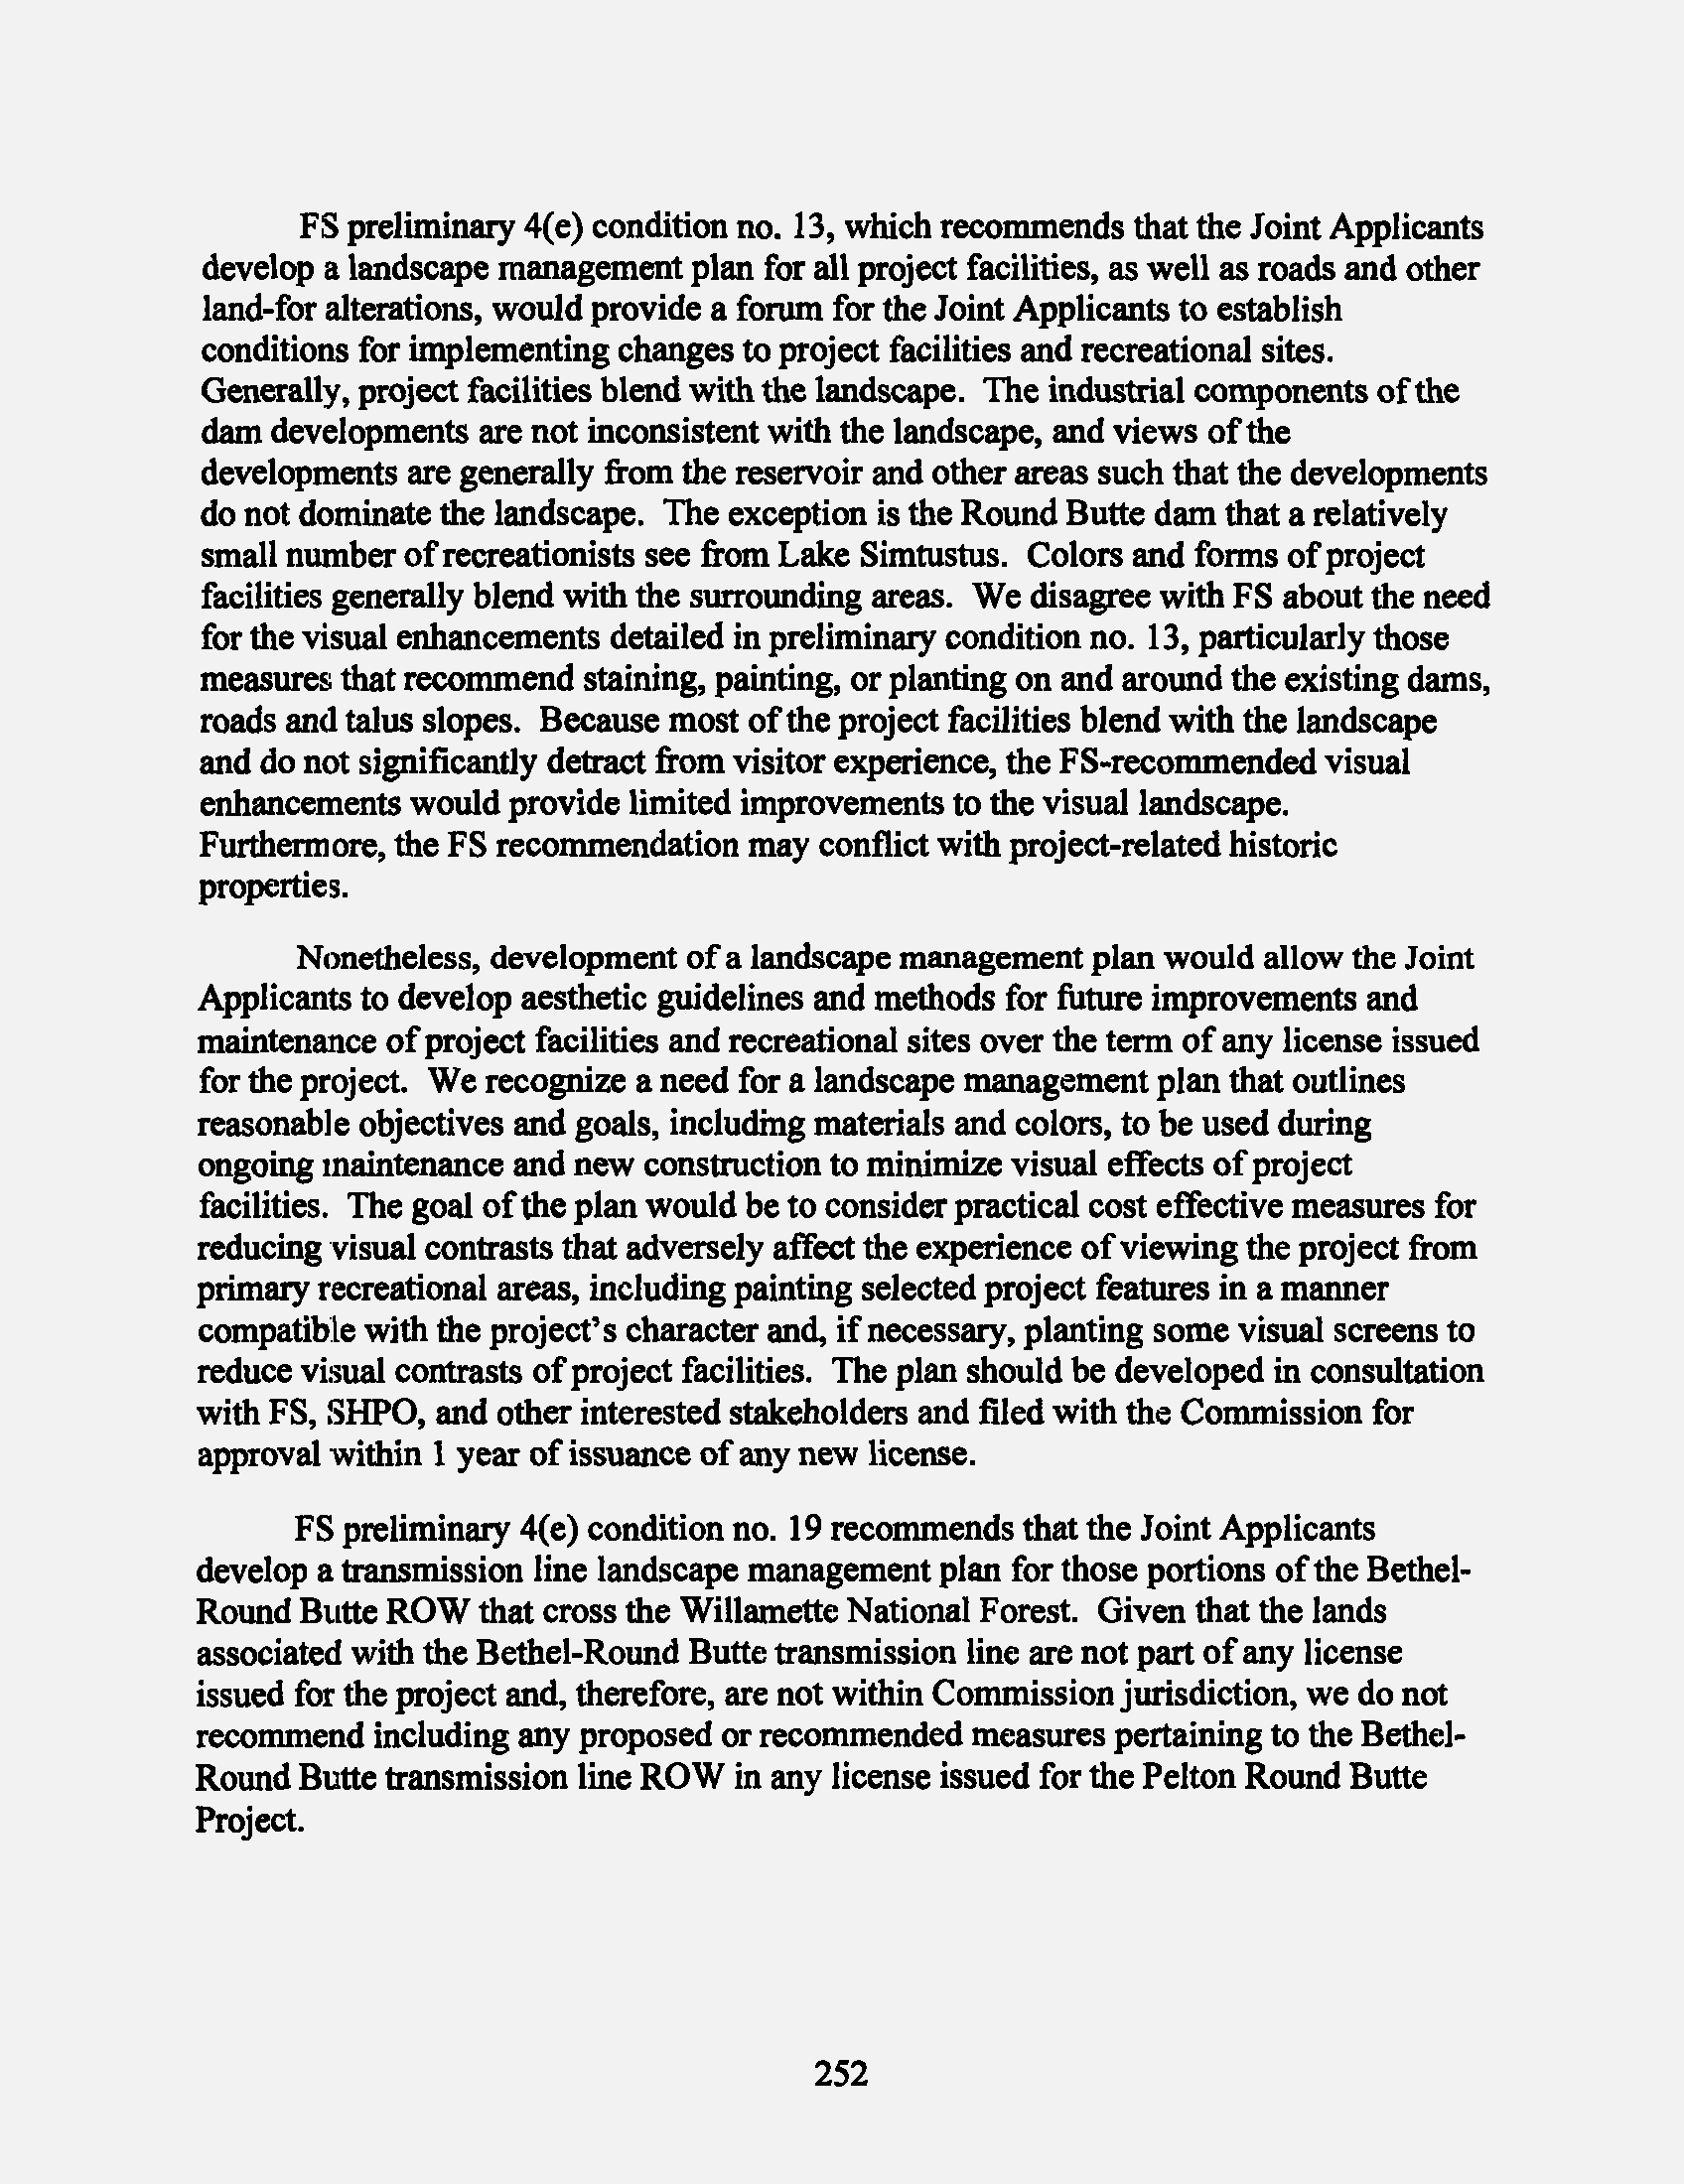 FS preliminary 4(e) condition no. 13, which recommends that the Joint Applicants
develop a landscape management plan for all project facilities, as well as roads and other
land-for alterations, would provide a forum for the Joint Applicants to establish
conditions for implementing changes to project facilities and recreational sites.
Generally, project facilities blend with the landscape. The industrial components of the
dam developments are not inconsistent with the landscape, and views of the
developments are generally from the reservoir and other areas such that the developments
do not dominate the landscape. The exception is the Round Butte dam that a relatively
small number of recreationists see from Lake Simtustus. Colors and forms of project
facilities generally blend with the surrounding areas. We disagree with FS about the need
for the visual enhancements detailed in preliminary condition no. 13, particularly those
measures that recommend staining, painting, or planting on and around the existing dams,
roads and talus slopes. Because most of the project facilities blend with the landscape
and do not significantly detract from visitor experience, the FS-recommended visual
enhancements would provide limited improvements to the visual landscape.
Furthermore, the FS recommendation may conflict with project-related historic
properties.
Nonetheless, development of a landscape management plan would allow the Joint
Applicants to develop aesthetic guidelines and methods for future improvements and
maintenance of project facilities and recreational sites over the term of any license issued
for the project. We recognize a need for a landscape management plan that outlines
reasonable objectives and goals, including materials and colors, to be used during
ongoing maintenance and new construction to minimize visual effects of project
facilities. The goal of the plan would be to consider practical cost effective measures for
reducing visual contrasts that adversely affect the experience of viewing the project from
primary recreational areas, including painting selected project features in a manner
compatible with the project's character and, if necessary, planting some visual screens to
reduce visual contrasts of project facilities. The plan should be developed in consultation
with FS, SHPO, and other interested stakeholders and filed with the Commission for
approval within 1 year of issuance of any new license.
FS preliminary 4(e) condition no. 19 recommends that the Joint Applicants
develop a transmission line landscape management plan for those portions of the Bethel-
Round Butte ROW that cross the Willamette National Forest. Given that the lands
associated with the Bethel-Round Butte transmission line are not part of any license
issued for the project and, therefore, are not within Commission jurisdiction, we do not
recommend including any proposed or recommended measures pertaining to the Bethel-
Round Butte transmission line ROW in any license issued for the Pelton Round Butte
Project.
252